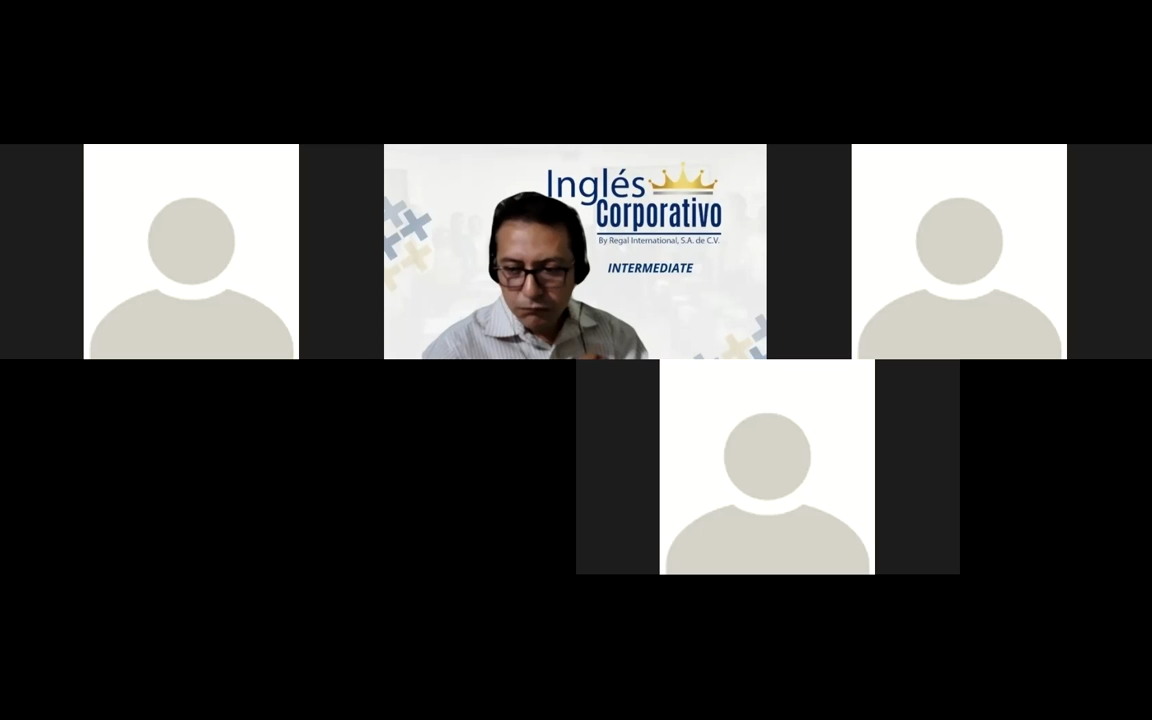 Inglés
Corporativo
By Regal International, S.A. de C.V.
INTERMEDIATE